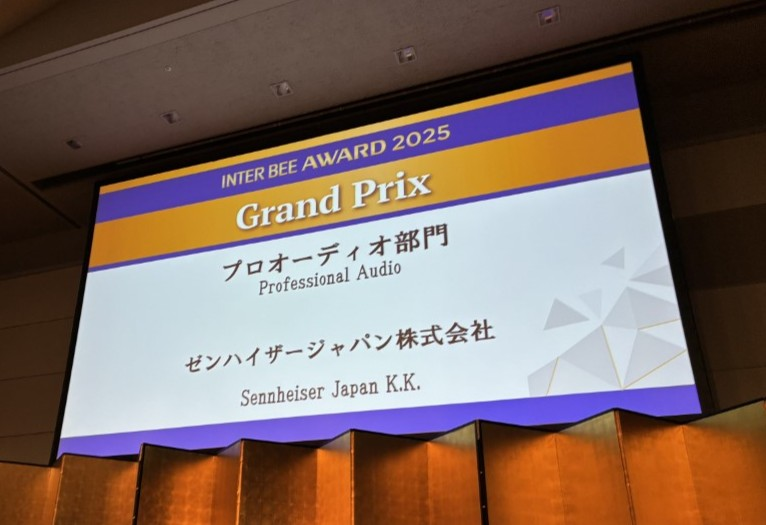 INTER BEE AWARD 2025
Grand Prix
プロオーディオ部門
Professional Audio
ゼンハイザージャパン株式会社
Sennheiser Japan K.K.